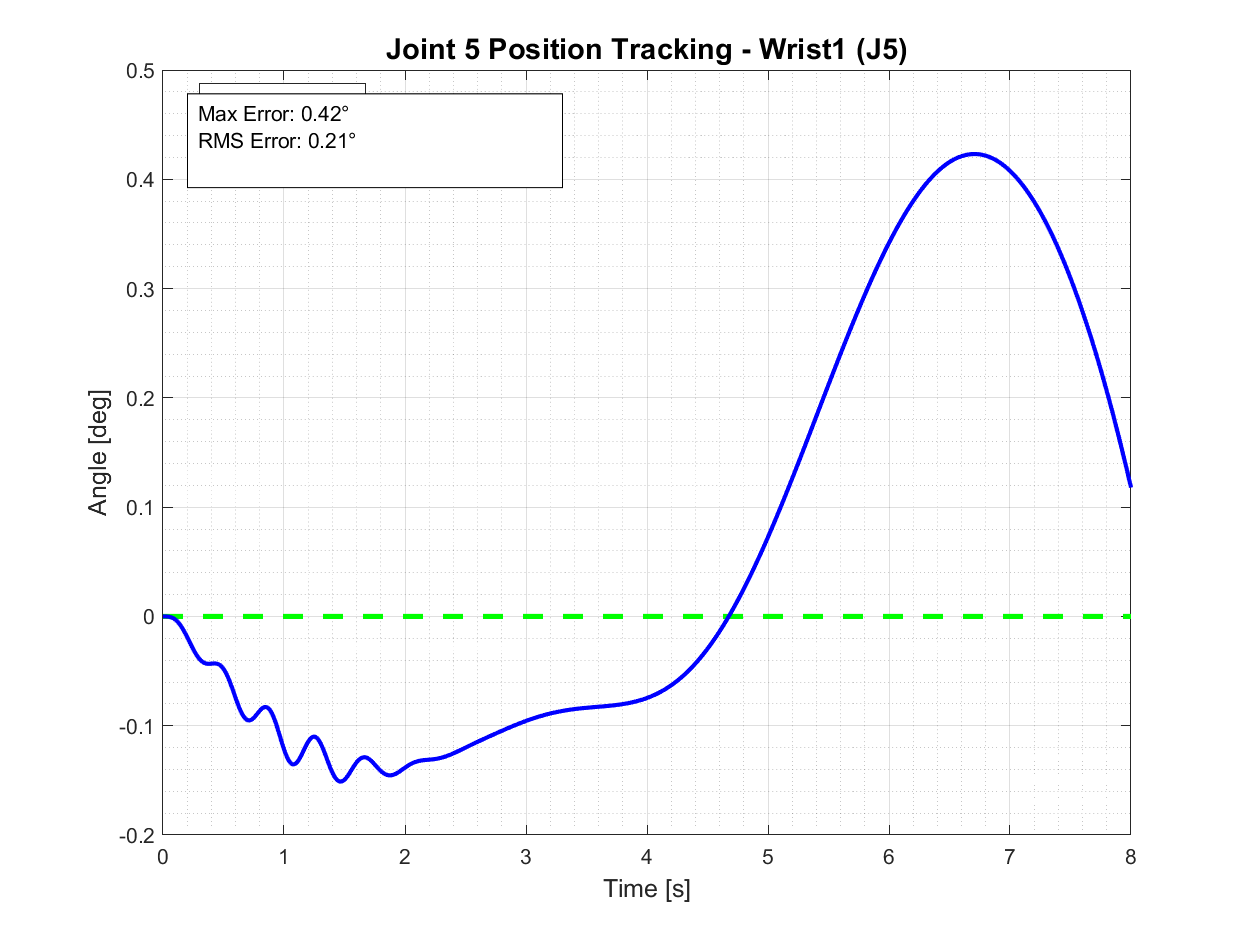 Joint 5 Position Tracking - Wrist1 (J5)
0.5
Max Error: 0.42°
RMS Error: 0.21°
0.4
0.3
0.2
0.1
0
-0.1
-0.2
Angle [deg]
0 1 2 3 4 5 6 7 8
Time [s]